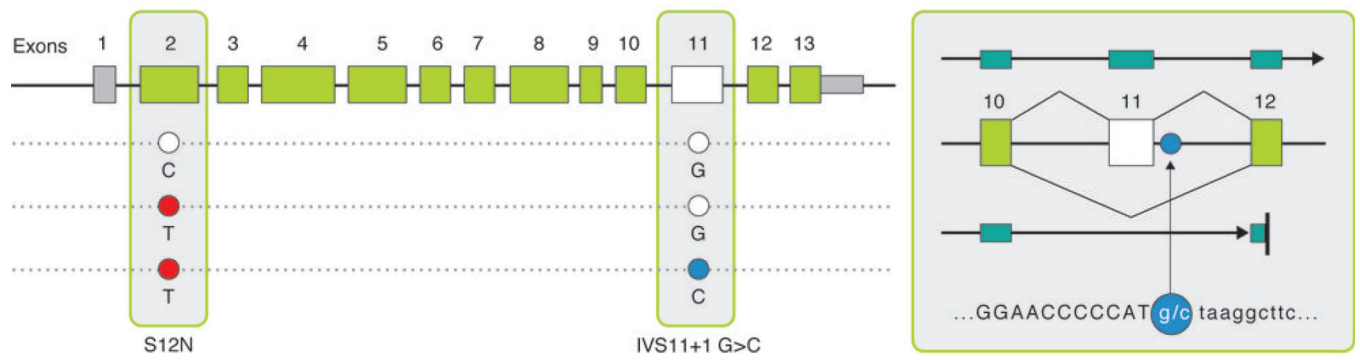 Exons 1 2 3 4 5 6 7 8 9 10 11 12 13
C G
T G
T C
S12N IVS11+1 G>C
10 11 12
...GGAACCCCCAT g/c taaggcttc...